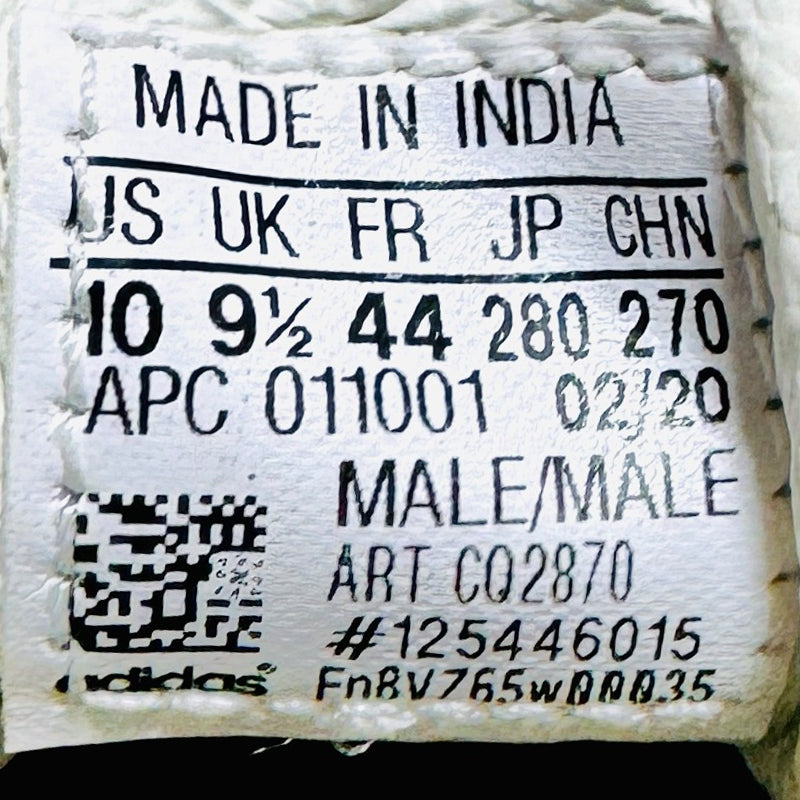 MADE IN INDIA
US UK FR JP CHN
10 9½ 44 280 270
APC 011001 02/20
MALE/MALE
ART CQ2870
#125446015
adidas®